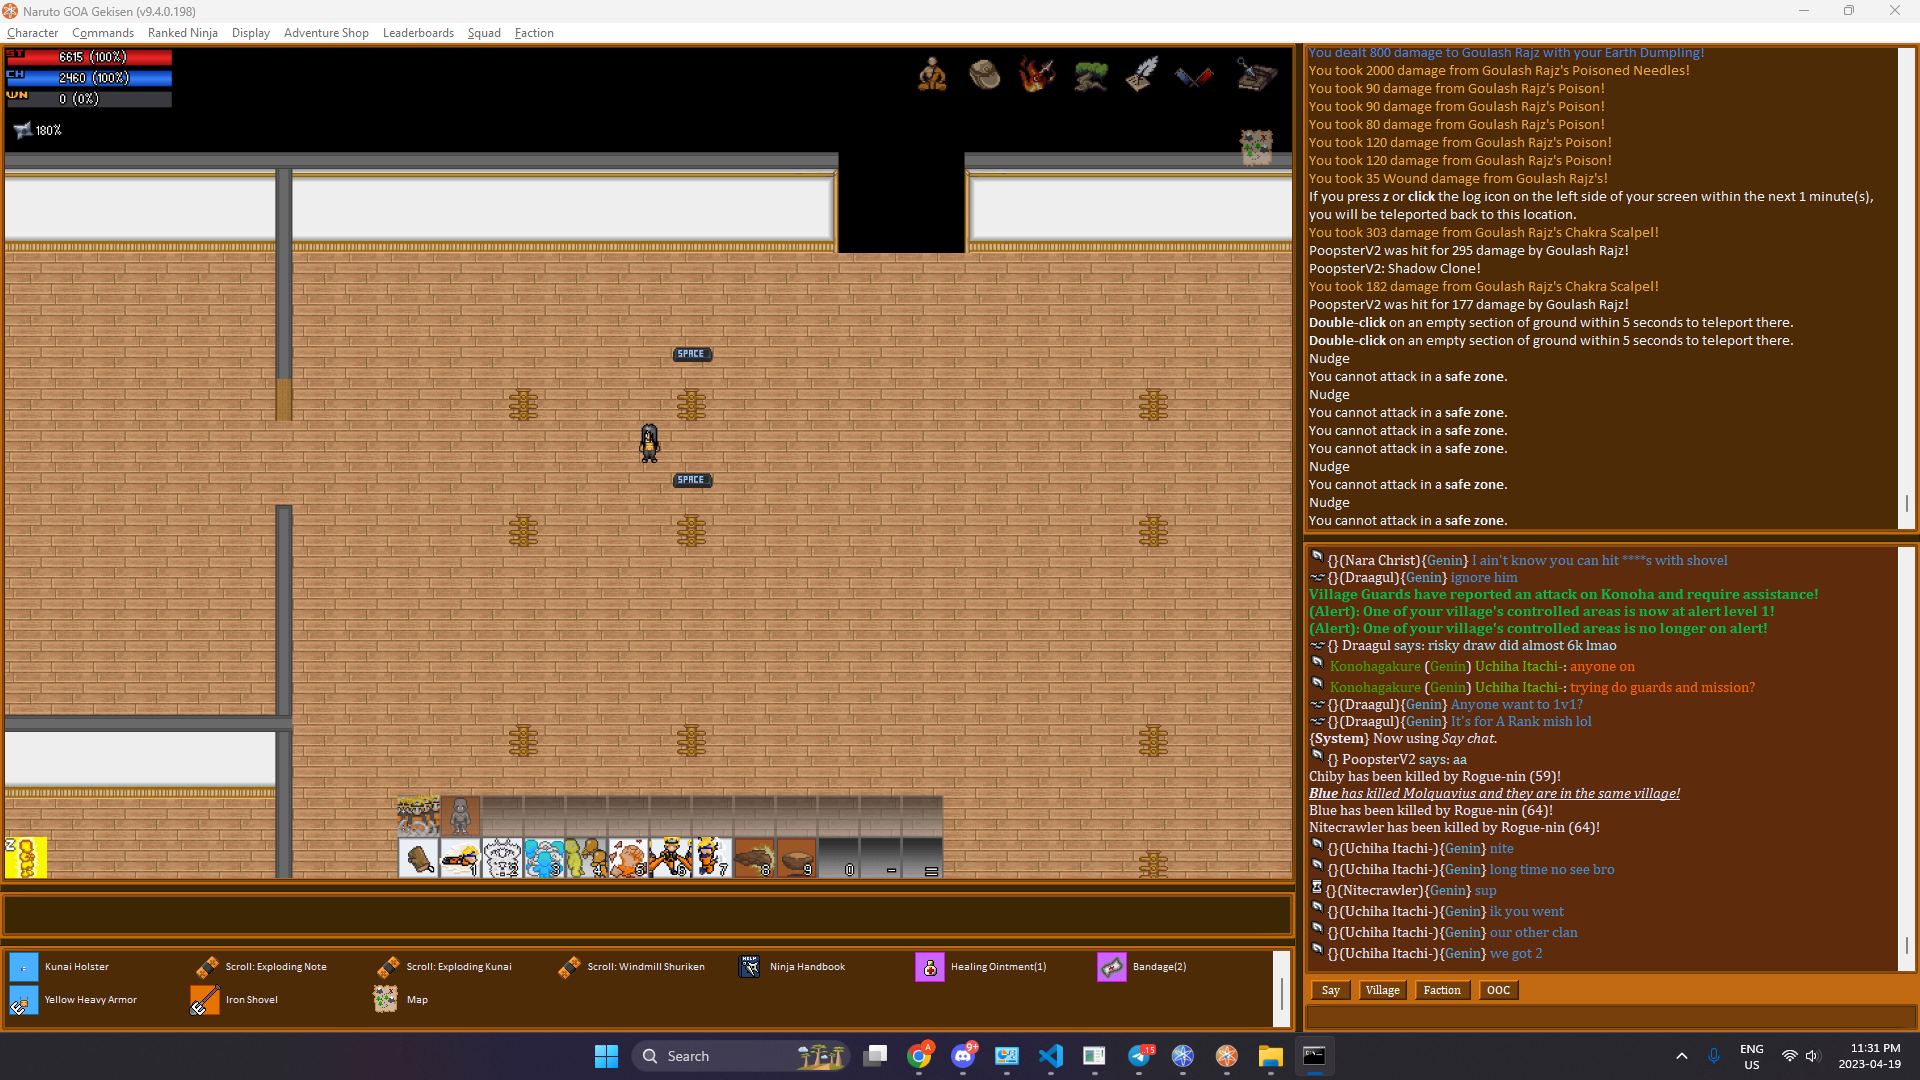 Naruto GOA Gekisen (v9.4.0.198)
Character Commands Ranked Ninja Display Adventure Shop Leaderboards Squad Faction
ST 6615 (100%)
CH 2460 (100%)
WN 0 (0%)
180%
SPACE
SPACE
Z
1 2 3 4 5 6 7 8 9 0 - =
Kunai Holster
Scroll: Exploding Note
Scroll: Exploding Kunai
Scroll: Windmill Shuriken
HELP
Ninja Handbook
Healing Ointment(1)
Bandage(2)
Yellow Heavy Armor
Iron Shovel
Map
You dealt 800 damage to Goulash Rajz with your Earth Dumpling!
You took 2000 damage from Goulash Rajz's Poisoned Needles!
You took 90 damage from Goulash Rajz's Poison!
You took 90 damage from Goulash Rajz's Poison!
You took 80 damage from Goulash Rajz's Poison!
You took 120 damage from Goulash Rajz's Poison!
You took 120 damage from Goulash Rajz's Poison!
You took 35 Wound damage from Goulash Rajz's!
If you press z or click the log icon on the left side of your screen within the next 1 minute(s),
you will be teleported back to this location.
You took 303 damage from Goulash Rajz's Chakra Scalpel!
PoopsterV2 was hit for 295 damage by Goulash Rajz!
PoopsterV2: Shadow Clone!
You took 182 damage from Goulash Rajz's Chakra Scalpel!
PoopsterV2 was hit for 177 damage by Goulash Rajz!
Double-click on an empty section of ground within 5 seconds to teleport there.
Double-click on an empty section of ground within 5 seconds to teleport there.
Nudge
You cannot attack in a safe zone.
Nudge
You cannot attack in a safe zone.
You cannot attack in a safe zone.
You cannot attack in a safe zone.
Nudge
You cannot attack in a safe zone.
Nudge
You cannot attack in a safe zone.
{}(Nara Christ){Genin} I ain't know you can hit ****s with shovel
{}(Draagul){Genin} ignore him
Village Guards have reported an attack on Konoha and require assistance!
(Alert): One of your village's controlled areas is now at alert level 1!
(Alert): One of your village's controlled areas is no longer on alert!
{} Draagul says: risky draw did almost 6k lmao
Konohagakure (Genin) Uchiha Itachi-: anyone on
Konohagakure (Genin) Uchiha Itachi-: trying do guards and mission?
{}(Draagul){Genin} Anyone want to 1v1?
{}(Draagul){Genin} It's for A Rank mish lol
{System} Now using Say chat.
{} PoopsterV2 says: aa
Chiby has been killed by Rogue-nin (59)!
Blue has killed Molquavius and they are in the same village!
Blue has been killed by Rogue-nin (64)!
Nitecrawler has been killed by Rogue-nin (64)!
{}(Uchiha Itachi-){Genin} nite
{}(Uchiha Itachi-){Genin} long time no see bro
{}(Nitecrawler){Genin} sup
{}(Uchiha Itachi-){Genin} ik you went
{}(Uchiha Itachi-){Genin} our other clan
{}(Uchiha Itachi-){Genin} we got 2
Say Village Faction OOC
Search
A
9+
15
ENG
US
11:31 PM
2023-04-19